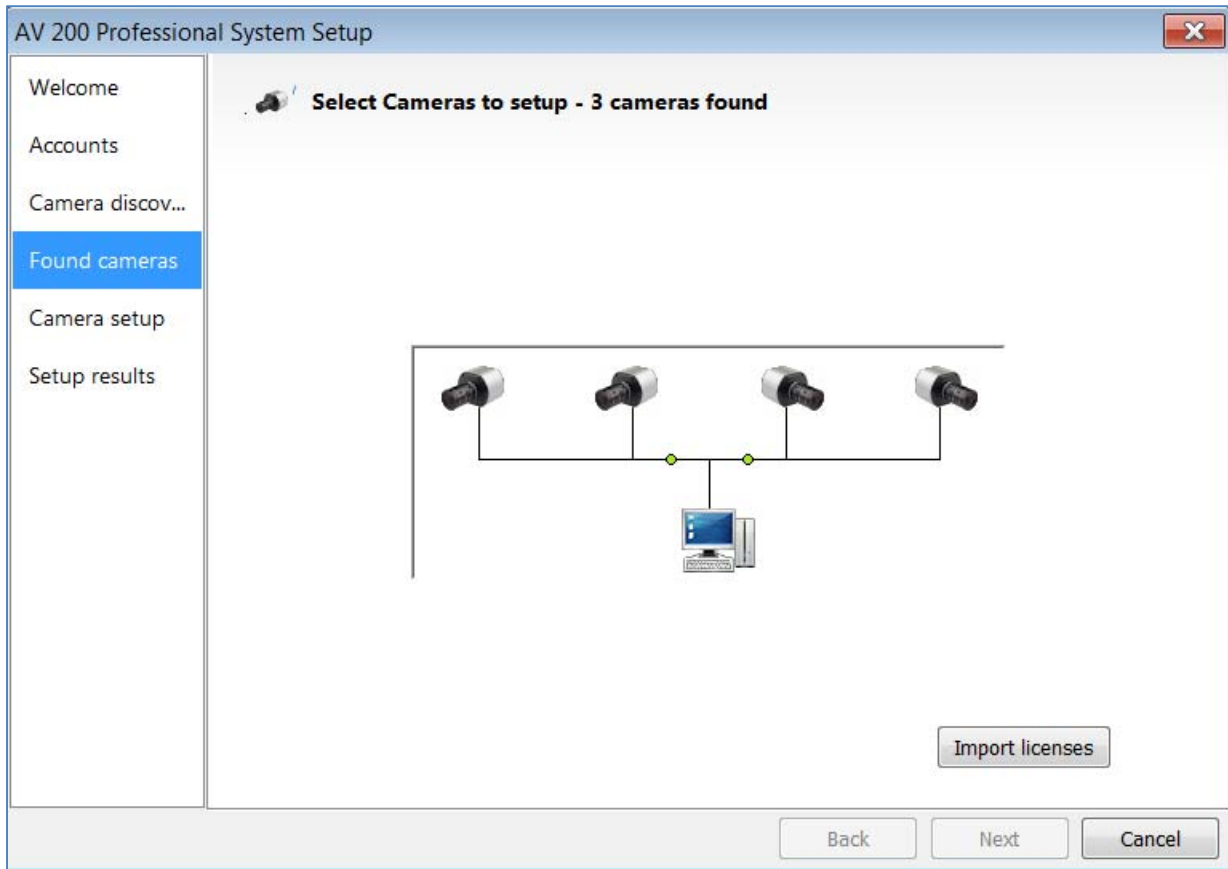 AV 200 Professional System Setup
Welcome
Accounts
Camera discov...
Found cameras
Camera setup
Setup results
Select Cameras to setup - 3 cameras found
Import licenses
Back
Next
Cancel